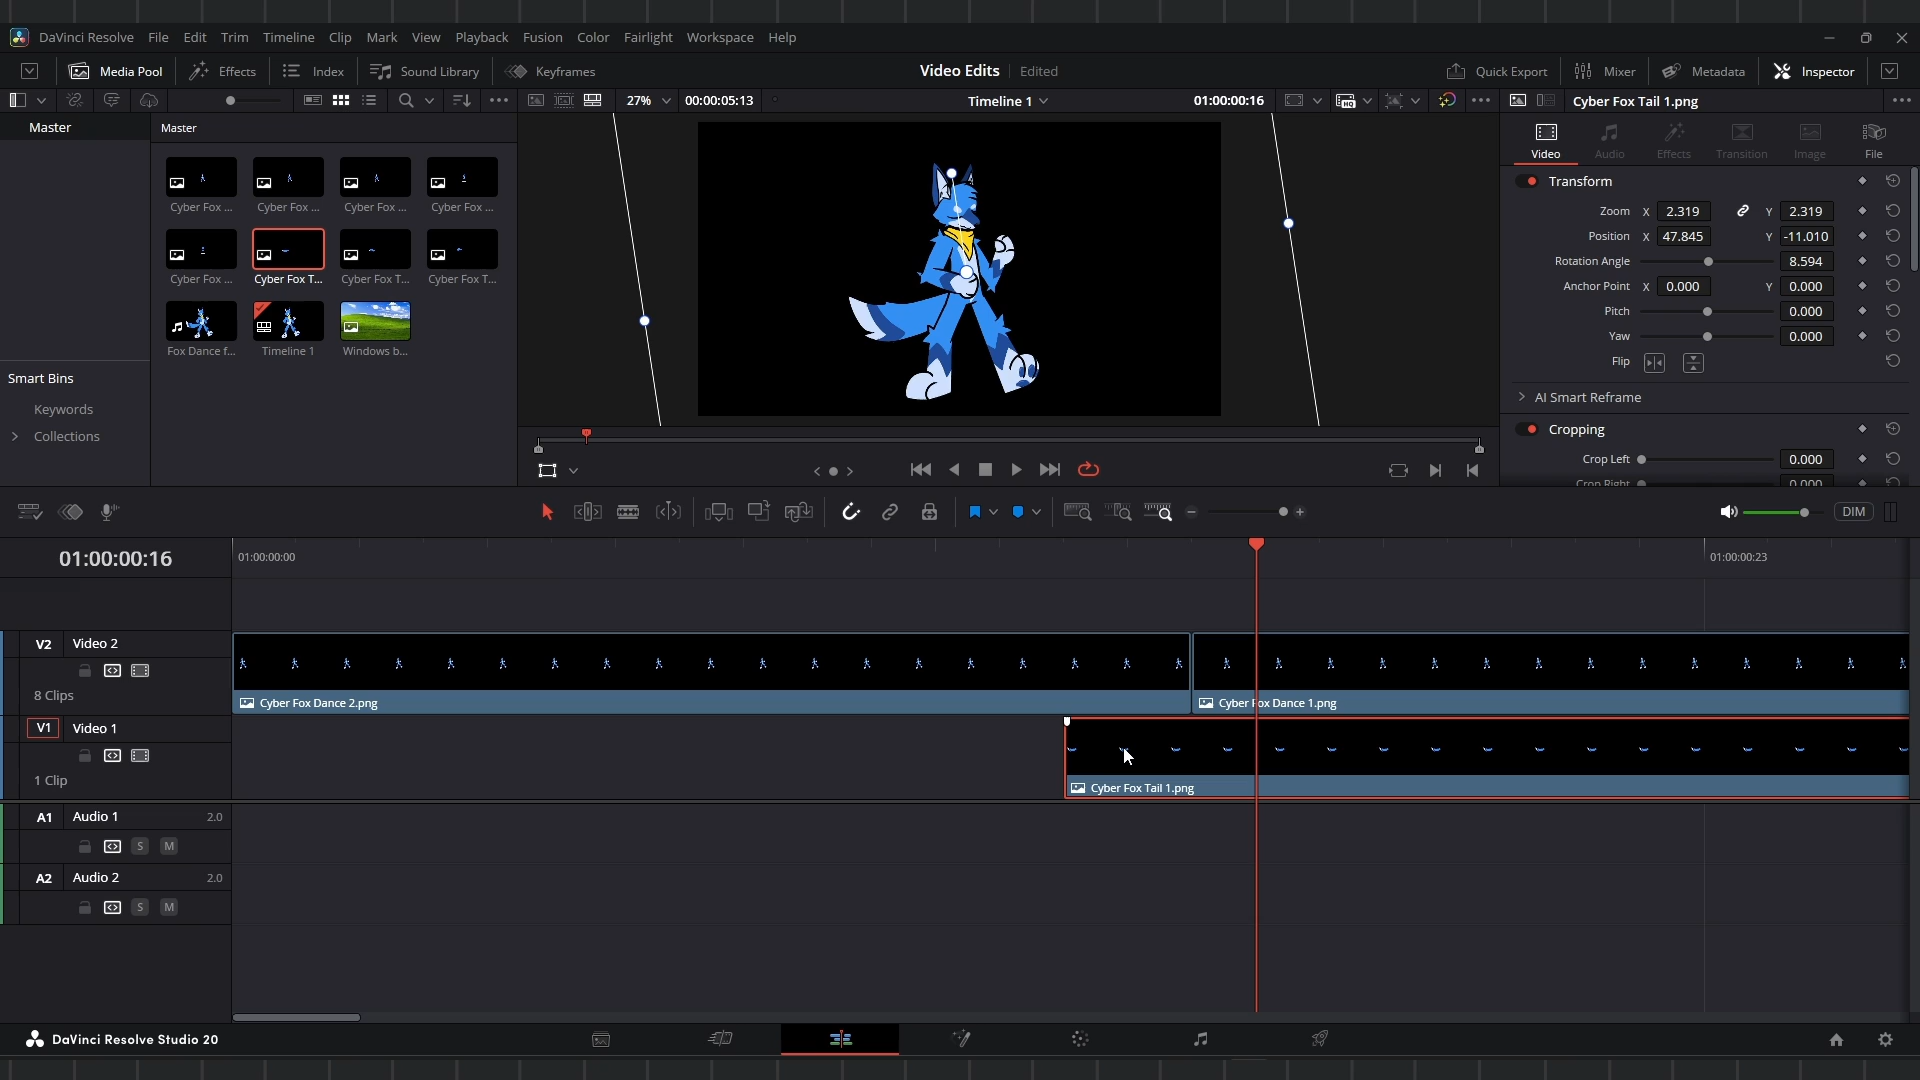 DaVinci Resolve File Edit Trim Timeline Clip Mark View Playback Fusion Color Fairlight Workspace Help
Media Pool Effects Index Sound Library Keyframes Video Edits Edited Quick Export Mixer Metadata Inspector
27% 00:00:05:13 Timeline 1 01:00:00:16 Cyber Fox Tail 1.png
Master Master
Video Audio Effects Transition Image File
Transform
Cyber Fox ... Cyber Fox ... Cyber Fox ... Cyber Fox ...
Zoom X 2.319 Y 2.319
Position X 47.845 Y -11.010
Rotation Angle 8.594
Cyber Fox ... Cyber Fox T... Cyber Fox T... Cyber Fox T...
Anchor Point X 0.000 Y 0.000
Pitch 0.000
Yaw 0.000
Fox Dance f... Timeline 1 Windows b...
Flip
Smart Bins
AI Smart Reframe
Keywords
Cropping
Collections
Crop Left 0.000
Crop Right 0.000
DIM
01:00:00:16
01:00:00:00 01:00:00:23
V2 Video 2
8 Clips
Cyber Fox Dance 2.png Cyber Fox Dance 1.png
V1 Video 1
1 Clip
Cyber Fox Tail 1.png
A1 Audio 1 2.0
S M
A2 Audio 2 2.0
S M
DaVinci Resolve Studio 20